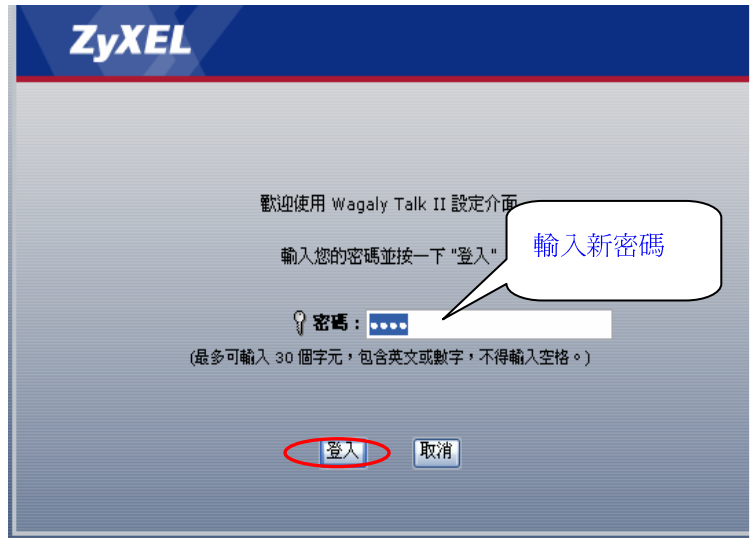 ZyXEL
歡迎使用 Wagaly Talk II 設定介面
輸入您的密碼並按一下 "登入"
輸入新密碼
密碼：
(最多可輸入 30 個字元，包含英文或數字，不得輸入空格。)
登入 取消